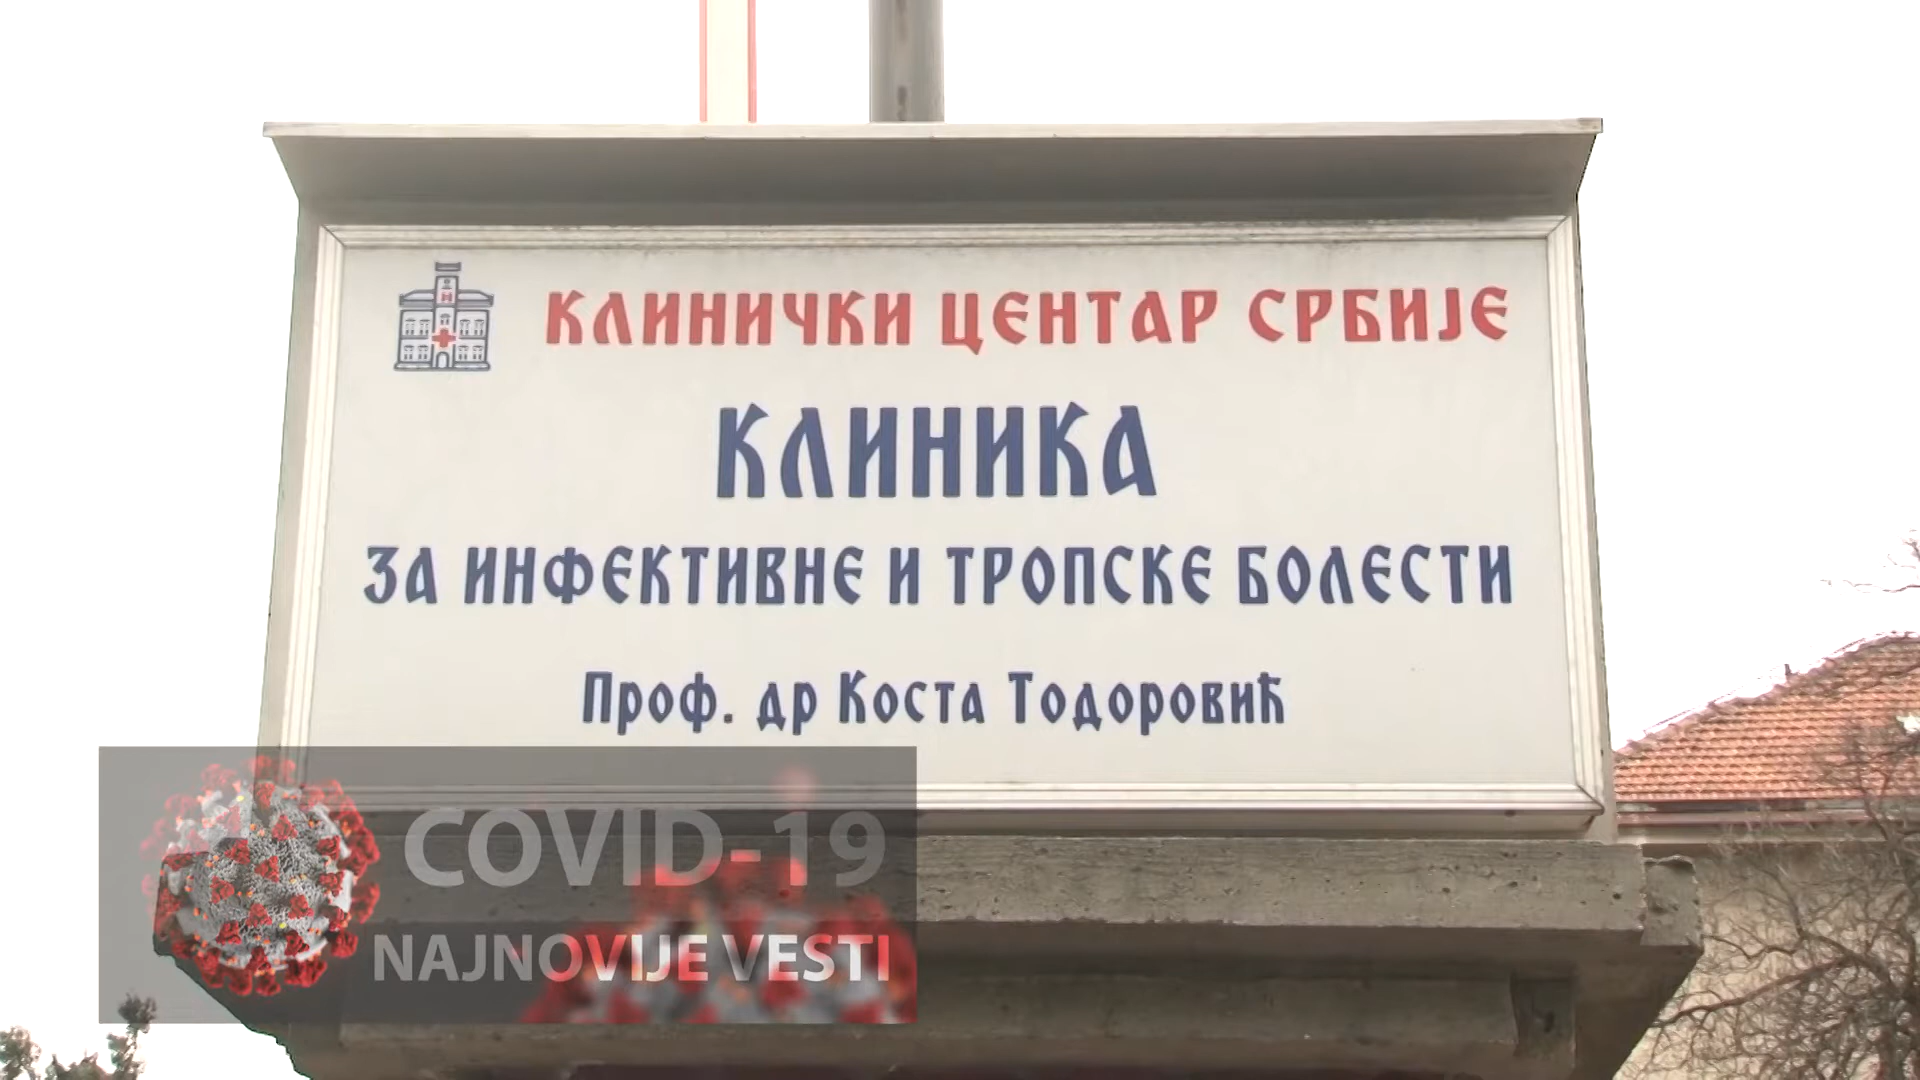 КЛИНИЧКИ ЦЕНТАР СРБИЈЕ
КЛИНИКА
ЗА ИНФЕКТИВНЕ И ТРОПСКЕ БОЛЕСТИ
Проф. др Коста Тодоровић
COVID-19
NAJNOVIJE VESTI